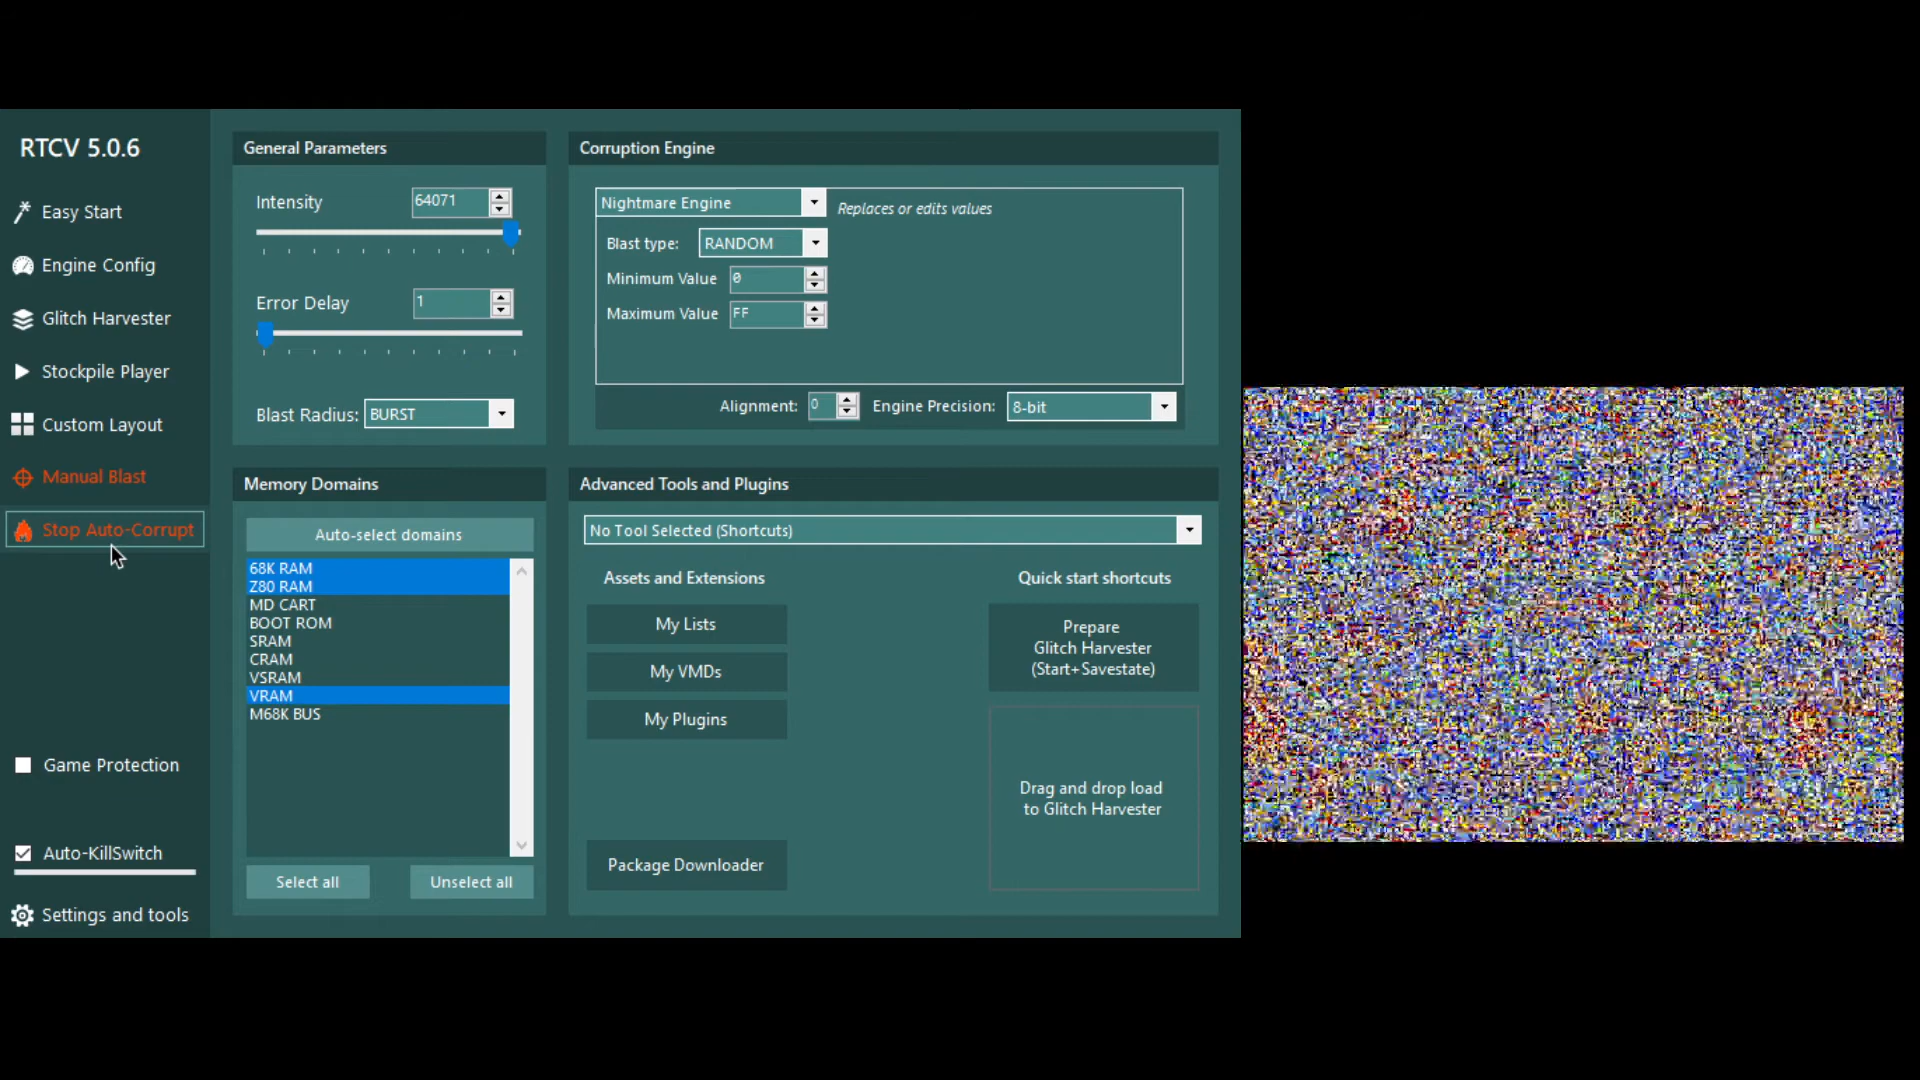 RTCV 5.0.6
Easy Start
Engine Config
Glitch Harvester
Stockpile Player
Custom Layout
Manual Blast
Stop Auto-Corrupt
Game Protection
Auto-KillSwitch
Settings and tools
General Parameters
Intensity 64071
Error Delay 1
Blast Radius: BURST
Corruption Engine
Nightmare Engine Replaces or edits values
Blast type: RANDOM
Minimum Value 0
Maximum Value FF
Alignment: 0 Engine Precision: 8-bit
Memory Domains
Auto-select domains
68K RAM
Z80 RAM
MD CART
BOOT ROM
SRAM
CRAM
VSRAM
VRAM
M68K BUS
Select all Unselect all
Advanced Tools and Plugins
No Tool Selected (Shortcuts)
Assets and Extensions
My Lists
My VMDs
My Plugins
Package Downloader
Quick start shortcuts
Prepare
Glitch Harvester
(Start+Savestate)
Drag and drop load
to Glitch Harvester